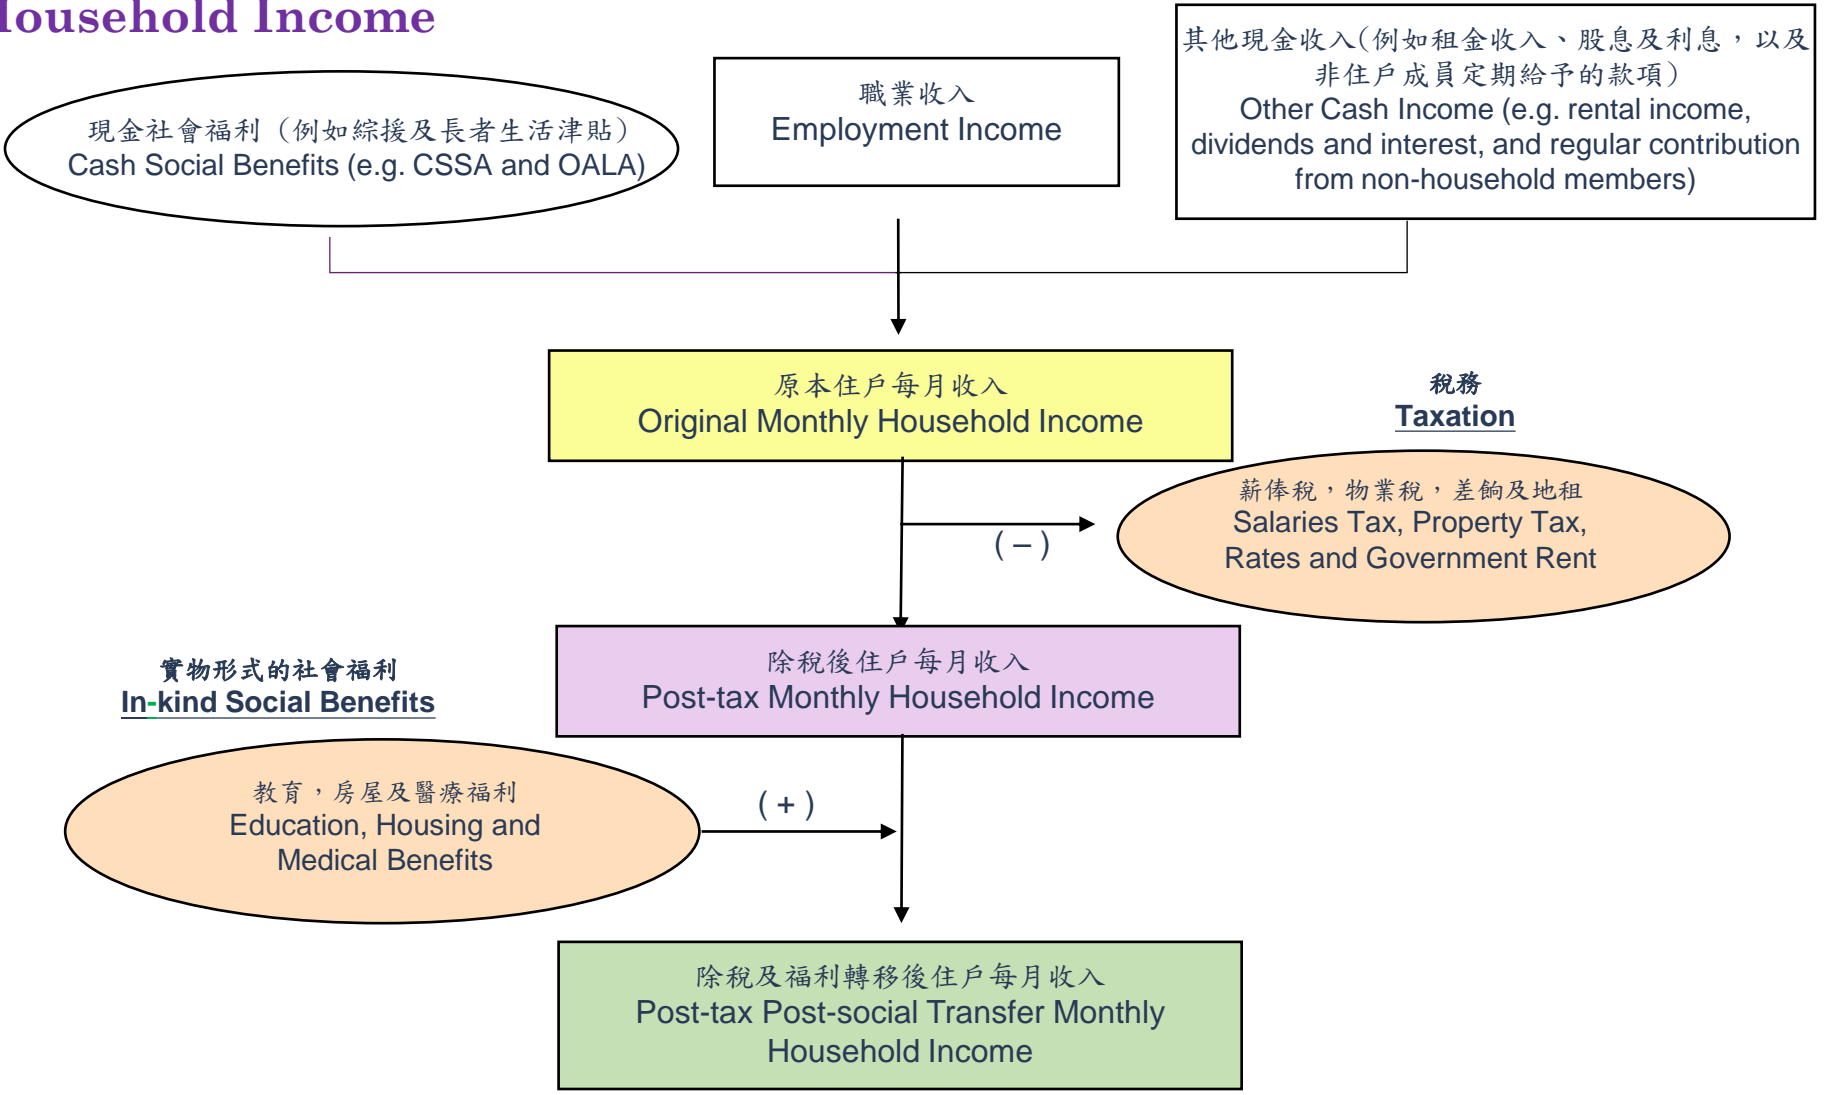 Household Income
現金社會福利（例如綜援及長者生活津貼）
Cash Social Benefits (e.g. CSSA and OALA)
職業收入
Employment Income
其他現金收入(例如租金收入、股息及利息，以及
非住戶成員定期給予的款項)
Other Cash Income (e.g. rental income,
dividends and interest, and regular contribution
from non-household members)
原本住戶每月收入
Original Monthly Household Income
稅務
Taxation
薪俸稅，物業稅，差餉及地租
Salaries Tax, Property Tax,
Rates and Government Rent
( – )
除稅後住戶每月收入
Post-tax Monthly Household Income
實物形式的社會福利
In-kind Social Benefits
教育，房屋及醫療福利
Education, Housing and
Medical Benefits
( + )
除稅及福利轉移後住戶每月收入
Post-tax Post-social Transfer Monthly
Household Income